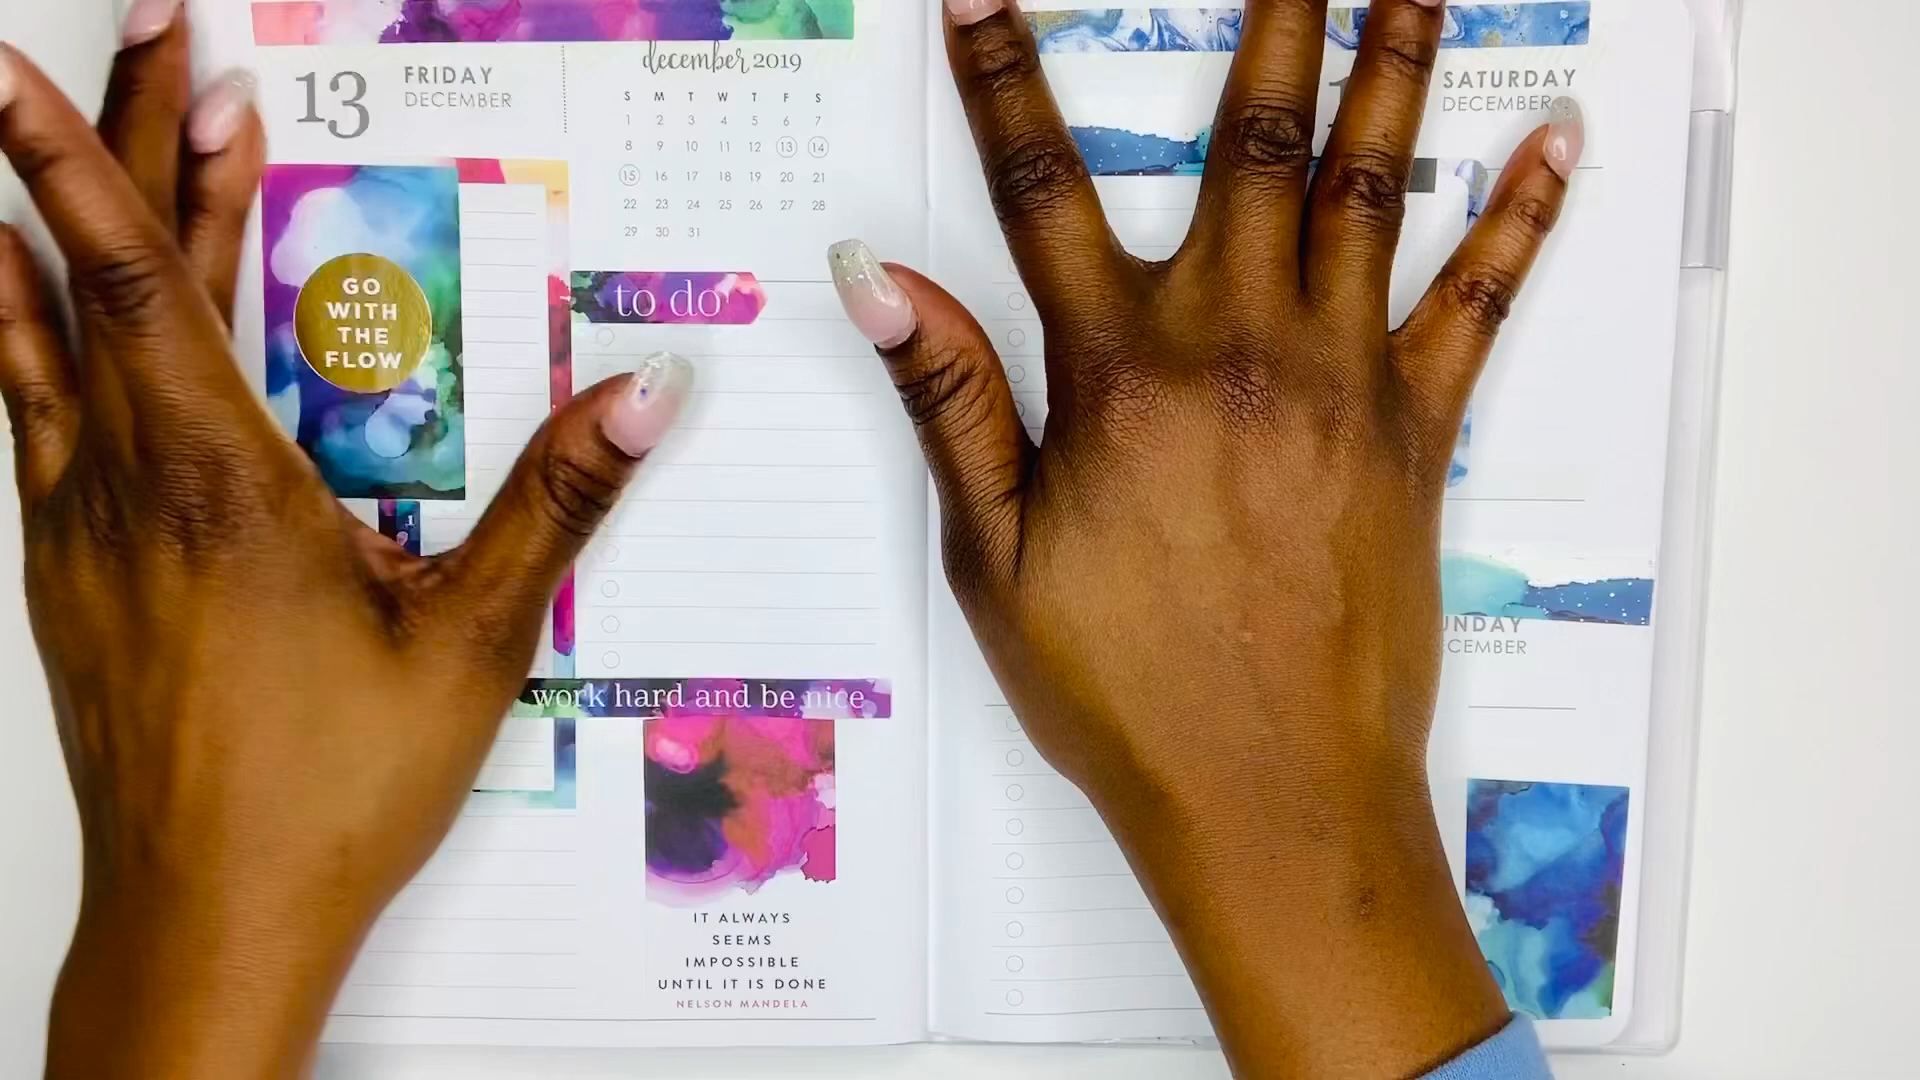 13
FRIDAY
DECEMBER
december 2019
S M T W T F S
1 2 3 4 5 6 7
8 9 10 11 12 13 14
15 16 17 18 19 20 21
22 23 24 25 26 27 28
29 30 31
GO
WITH
THE
FLOW
to do
work hard and be nice
IT ALWAYS
SEEMS
IMPOSSIBLE
UNTIL IT IS DONE
NELSON MANDELA
1
SATURDAY
DECEMBER
UNDAY
CEMBER